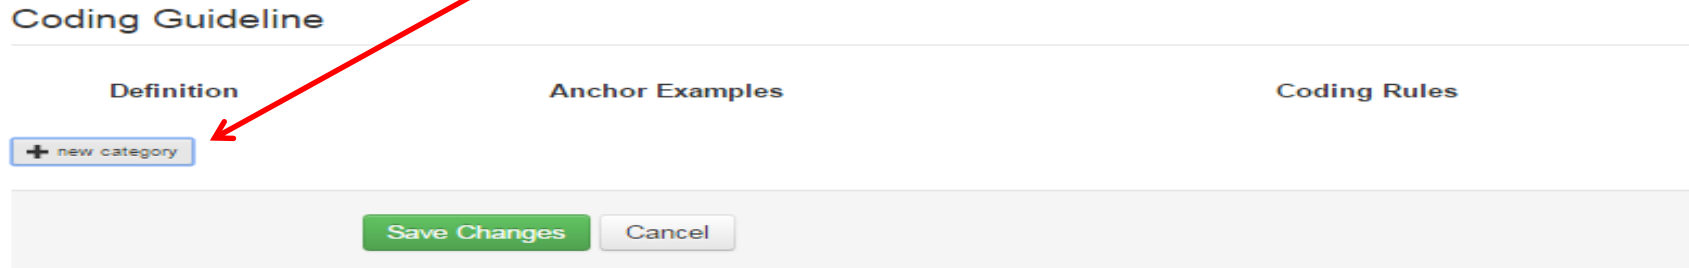 Coding Guideline
Definition Anchor Examples Coding Rules
new category
Save Changes Cancel